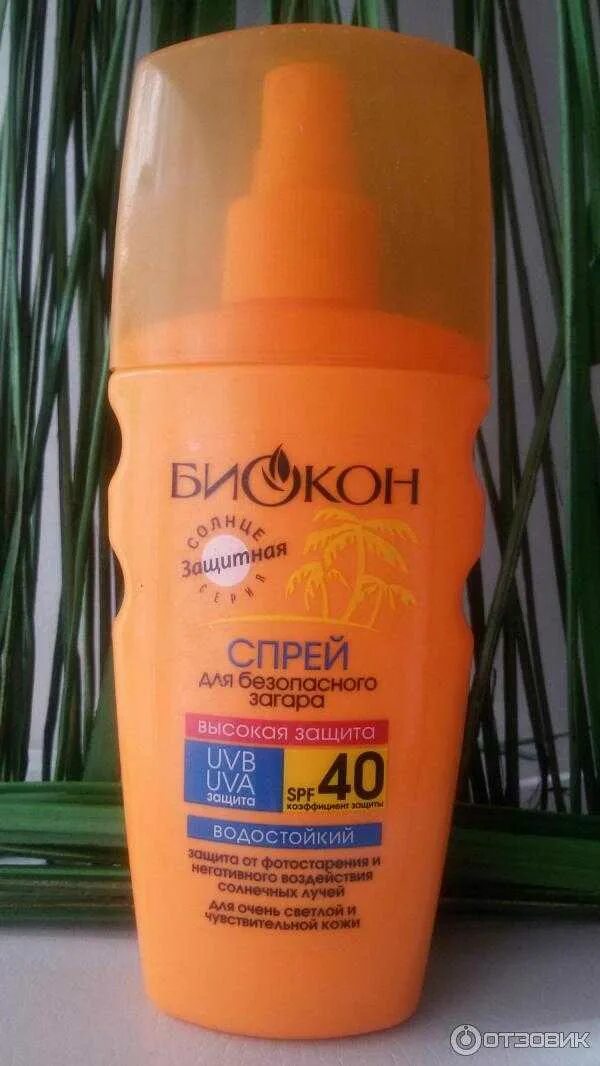 БИОКОН
СОЛНЦЕ
Защитная
СЕРИЯ
СПРЕЙ
для безопасного
загара
ВЫСОКАЯ ЗАЩИТА
UVB
UVA
защита
SPF 40
коэффициент защиты
ВОДОСТОЙКИЙ
защита от фотостарения и
негативного воздействия
солнечных лучей
для очень светлой и
чувствительной кожи
ОТЗОВИК